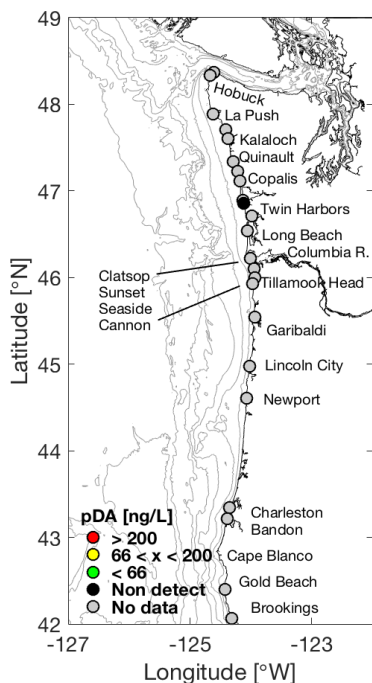 49
48
47
46
45
44
43
42
Latitude [°N]
Hobuck
La Push
Kalaloch
Quinault
Copalis
Twin Harbors
Long Beach
Columbia R.
Clatsop
Sunset
Seaside
Cannon
Tillamook Head
Garibaldi
Lincoln City
Newport
Charleston
Bandon
Cape Blanco
Gold Beach
Brookings
pDA [ng/L]
> 200
66 < x < 200
< 66
Non detect
No data
-127
-125
-123
Longitude [°W]